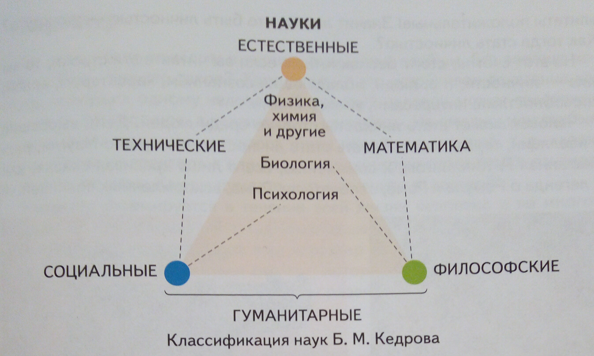 НАУКИ
ЕСТЕСТВЕННЫЕ
Физика,
химия
и другие
ТЕХНИЧЕСКИЕ
МАТЕМАТИКА
Биология
Психология
СОЦИАЛЬНЫЕ
ФИЛОСОФСКИЕ
ГУМАНИТАРНЫЕ
Классификация наук Б. М. Кедрова